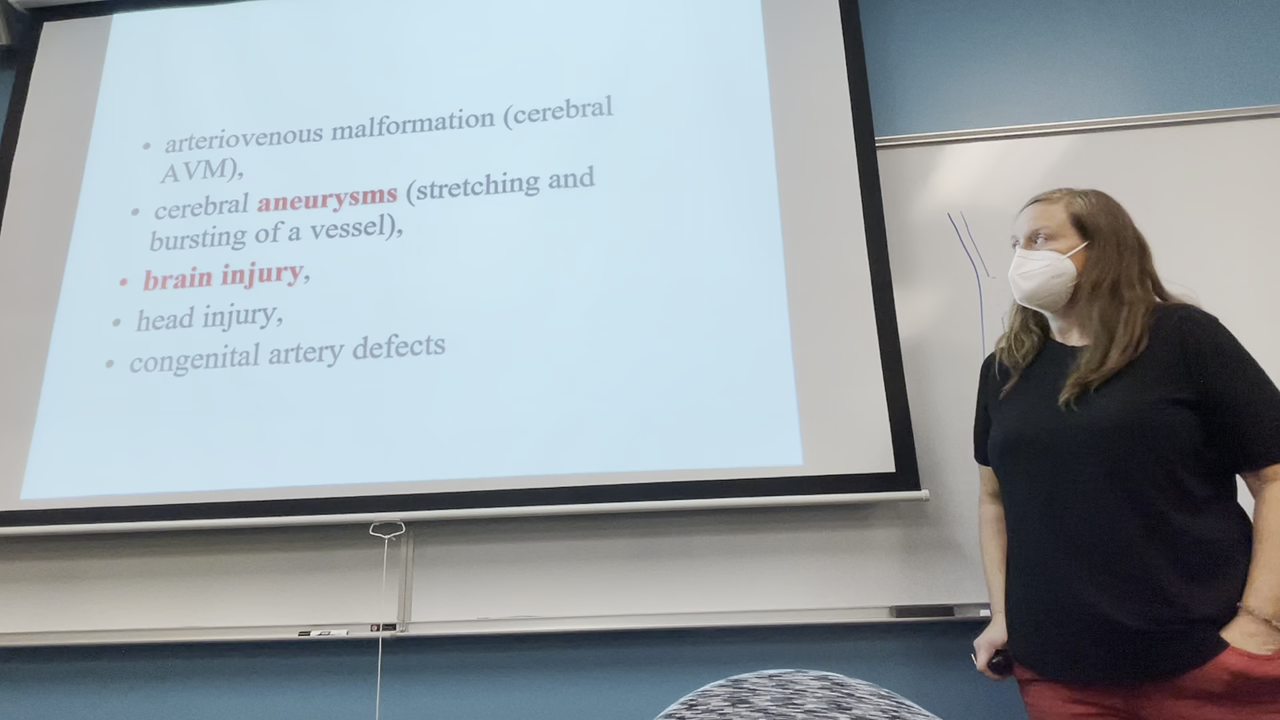 • arteriovenous malformation (cerebral
AVM),
• cerebral aneurysms (stretching and
bursting of a vessel),
• brain injury,
• head injury,
• congenital artery defects